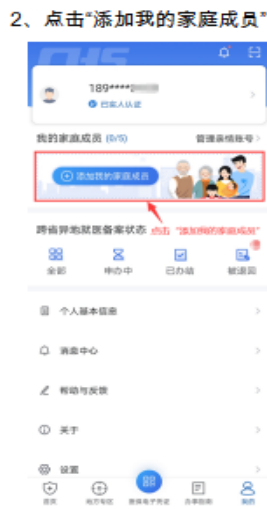 2、点击“添加我的家庭成员”
CHS
189****
已实人认证
我的家庭成员 (0/5) 管理亲情账号 >
添加我的家庭成员
跨省异地就医备案状态 点击“添加我的家庭成员”
全部 申办中 已办结 被退回
个人基本信息
消息中心
帮助与反馈
关于
设置
首页 地方专区 医保电子凭证 办事指南 我的